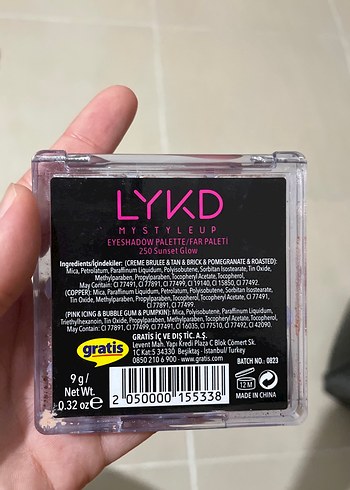 LYKD
MYSTYLEUP
EYESHADOW PALETTE/FAR PALETİ
250 Sunset Glow
Ingredients/İçindekiler: (CREME BRULEE & TAN & BRICK & POMEGRANATE & ROASTED):
Mica, Petrolatum, Paraffinum Liquidum, Polyisobutene, Sorbitan Isostearate, Tin Oxide,
Methylparaben, Propylparaben, Tocopheryl Acetate, Tocopherol,
May Contain: CI 77491, CI 77891, CI 77499, CI 19140, CI 15850, CI 77492.
(COPPER): Mica, Petrolatum, Paraffinum Liquidum, Polyisobutene, Sorbitan Isostearate,
Tin Oxide, Methylparaben, Propylparaben, Tocopherol, Tocopheryl Acetate, CI 77491,
CI 77891, CI 77499.
(PINK ICING & BUBBLE GUM & PUMPKIN): Mica, Paraffinum Liquidum, Polyisobutene,
Triethylhexanoin, Tin Oxide, Propylparaben, Methylparaben, Tocopheryl Acetate, Tocopherol,
May Contain: CI 77891, CI 77499, CI 77491, CI 16035, CI 77510, CI 77492, CI 42090.
gratis
GRATİS İÇ VE DIŞ TİC. A.Ş.
Levent Mah. Yapı Kredi Plaza C Blok Cömert Sk.
1C Kat:5 34330 Beşiktaş - İstanbul/Turkey
0850 210 6 900 - www.gratis.com
BATCH NO.: 0823
9 g /
Net Wt.
0.32 oz e
2 050000 155338
12 M
MADE IN CHINA